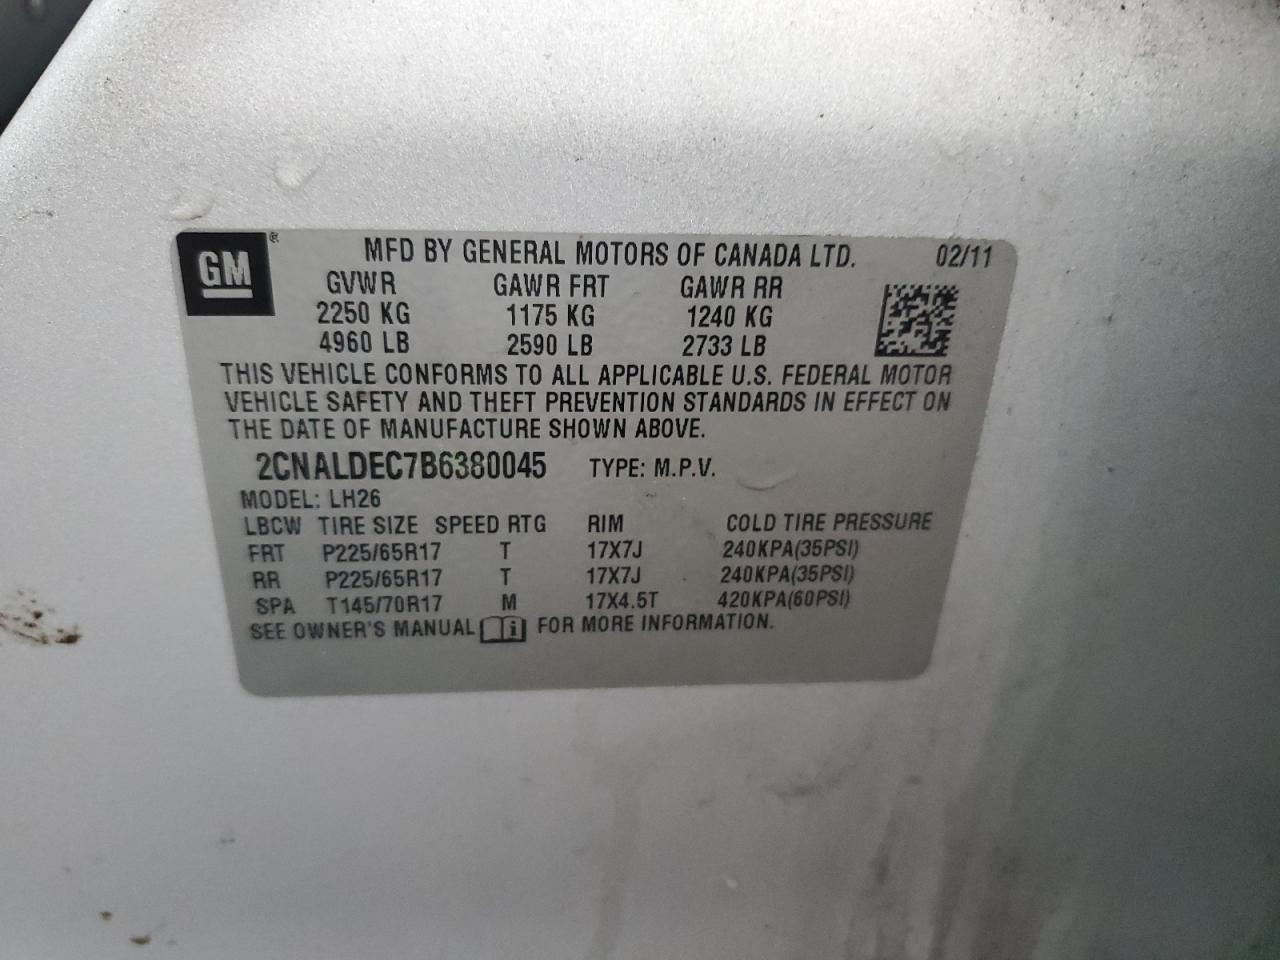 GM® MFD BY GENERAL MOTORS OF CANADA LTD. 02/11
GVWR GAWR FRT GAWR RR
2250 KG 1175 KG 1240 KG
4960 LB 2590 LB 2733 LB
THIS VEHICLE CONFORMS TO ALL APPLICABLE U.S. FEDERAL MOTOR
VEHICLE SAFETY AND THEFT PREVENTION STANDARDS IN EFFECT ON
THE DATE OF MANUFACTURE SHOWN ABOVE.
2CNALDEC7B6380045 TYPE: M.P.V.
MODEL: LH26
LBCW TIRE SIZE SPEED RTG RIM COLD TIRE PRESSURE
FRT P225/65R17 T 17X7J 240KPA(35PSI)
RR P225/65R17 T 17X7J 240KPA(35PSI)
SPA T145/70R17 M 17X4.5T 420KPA(60PSI)
SEE OWNER'S MANUAL i FOR MORE INFORMATION.